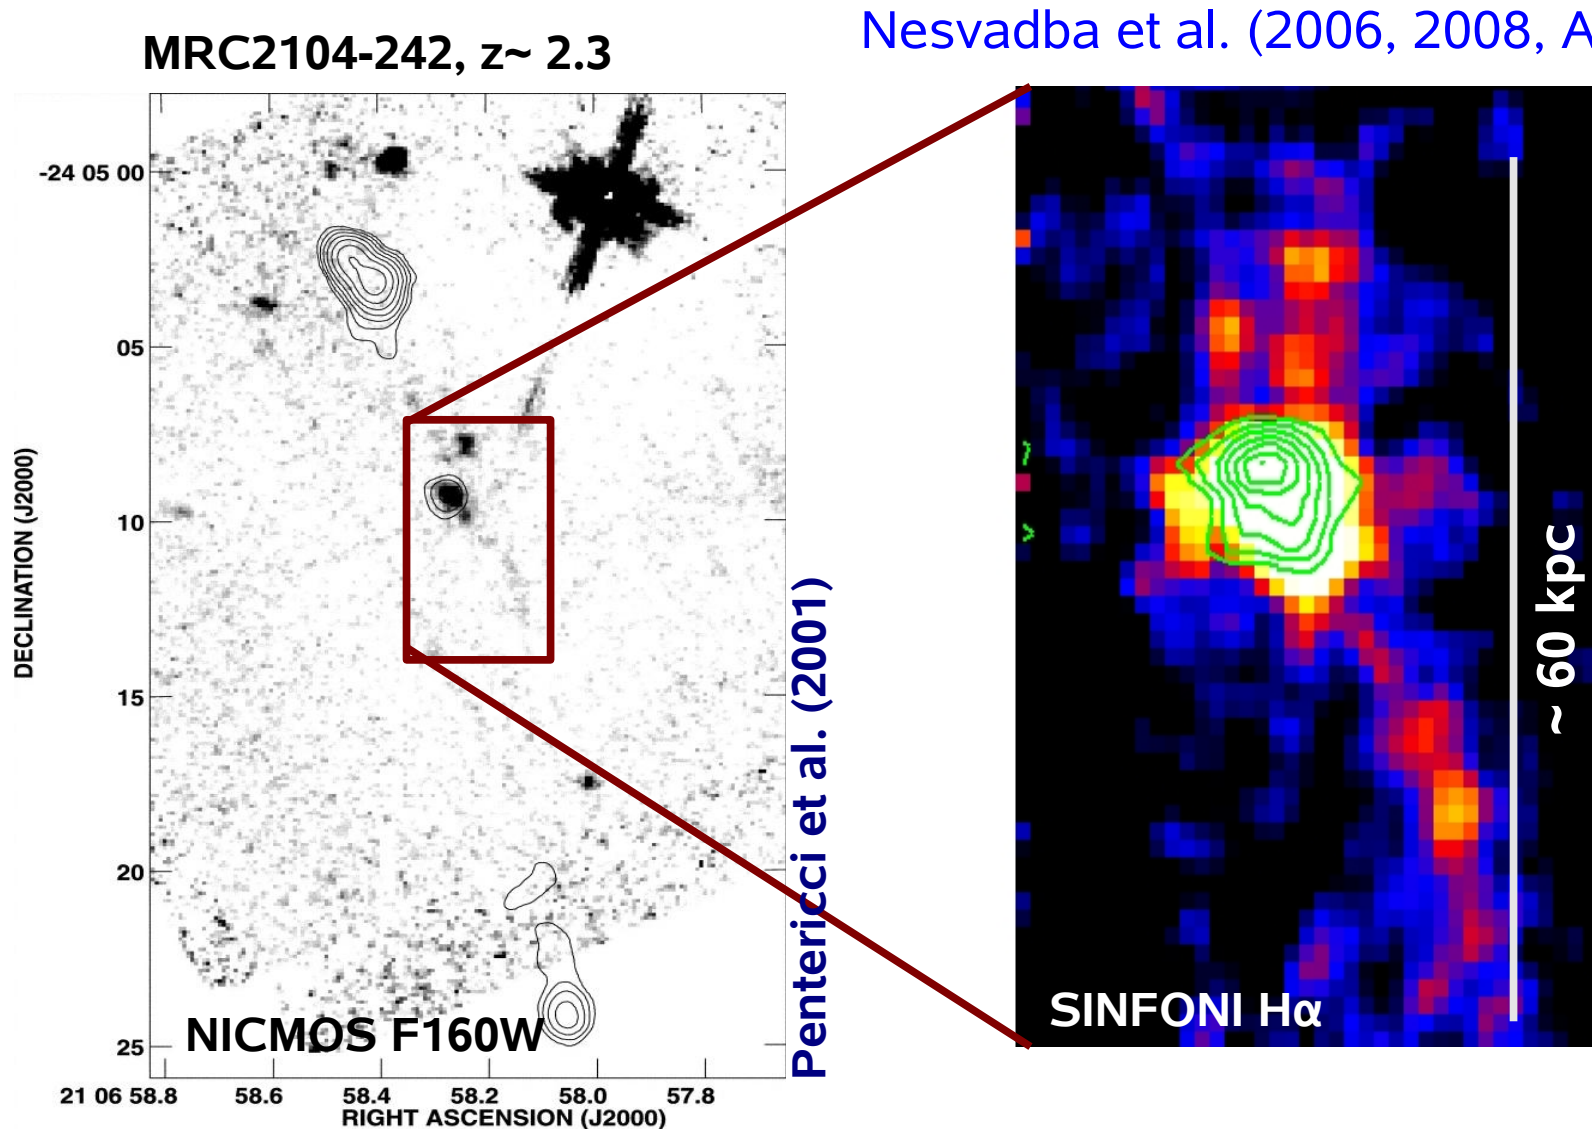 Nesvadba et al. (2006, 2008, A
MRC2104-242, z~ 2.3
-24 05 00
05
10
15
20
25
DECLINATION (J2000)
21 06 58.8 58.6 58.4 58.2 58.0 57.8
RIGHT ASCENSION (J2000)
NICMOS F160W
Pentericci et al. (2001)
SINFONI Hα
~ 60 kpc